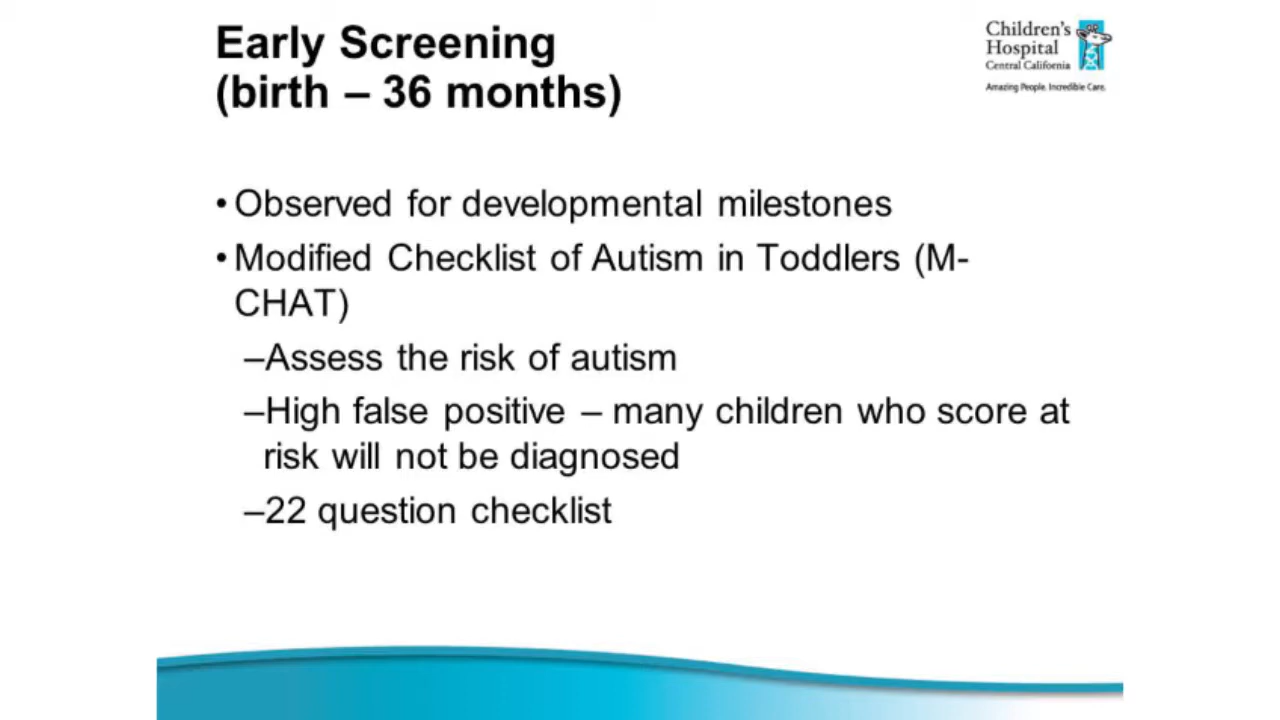 Early Screening
(birth – 36 months)
Children's
Hospital
Central California
Amazing People. Incredible Care.
• Observed for developmental milestones
• Modified Checklist of Autism in Toddlers (M-
CHAT)
–Assess the risk of autism
–High false positive – many children who score at
risk will not be diagnosed
–22 question checklist